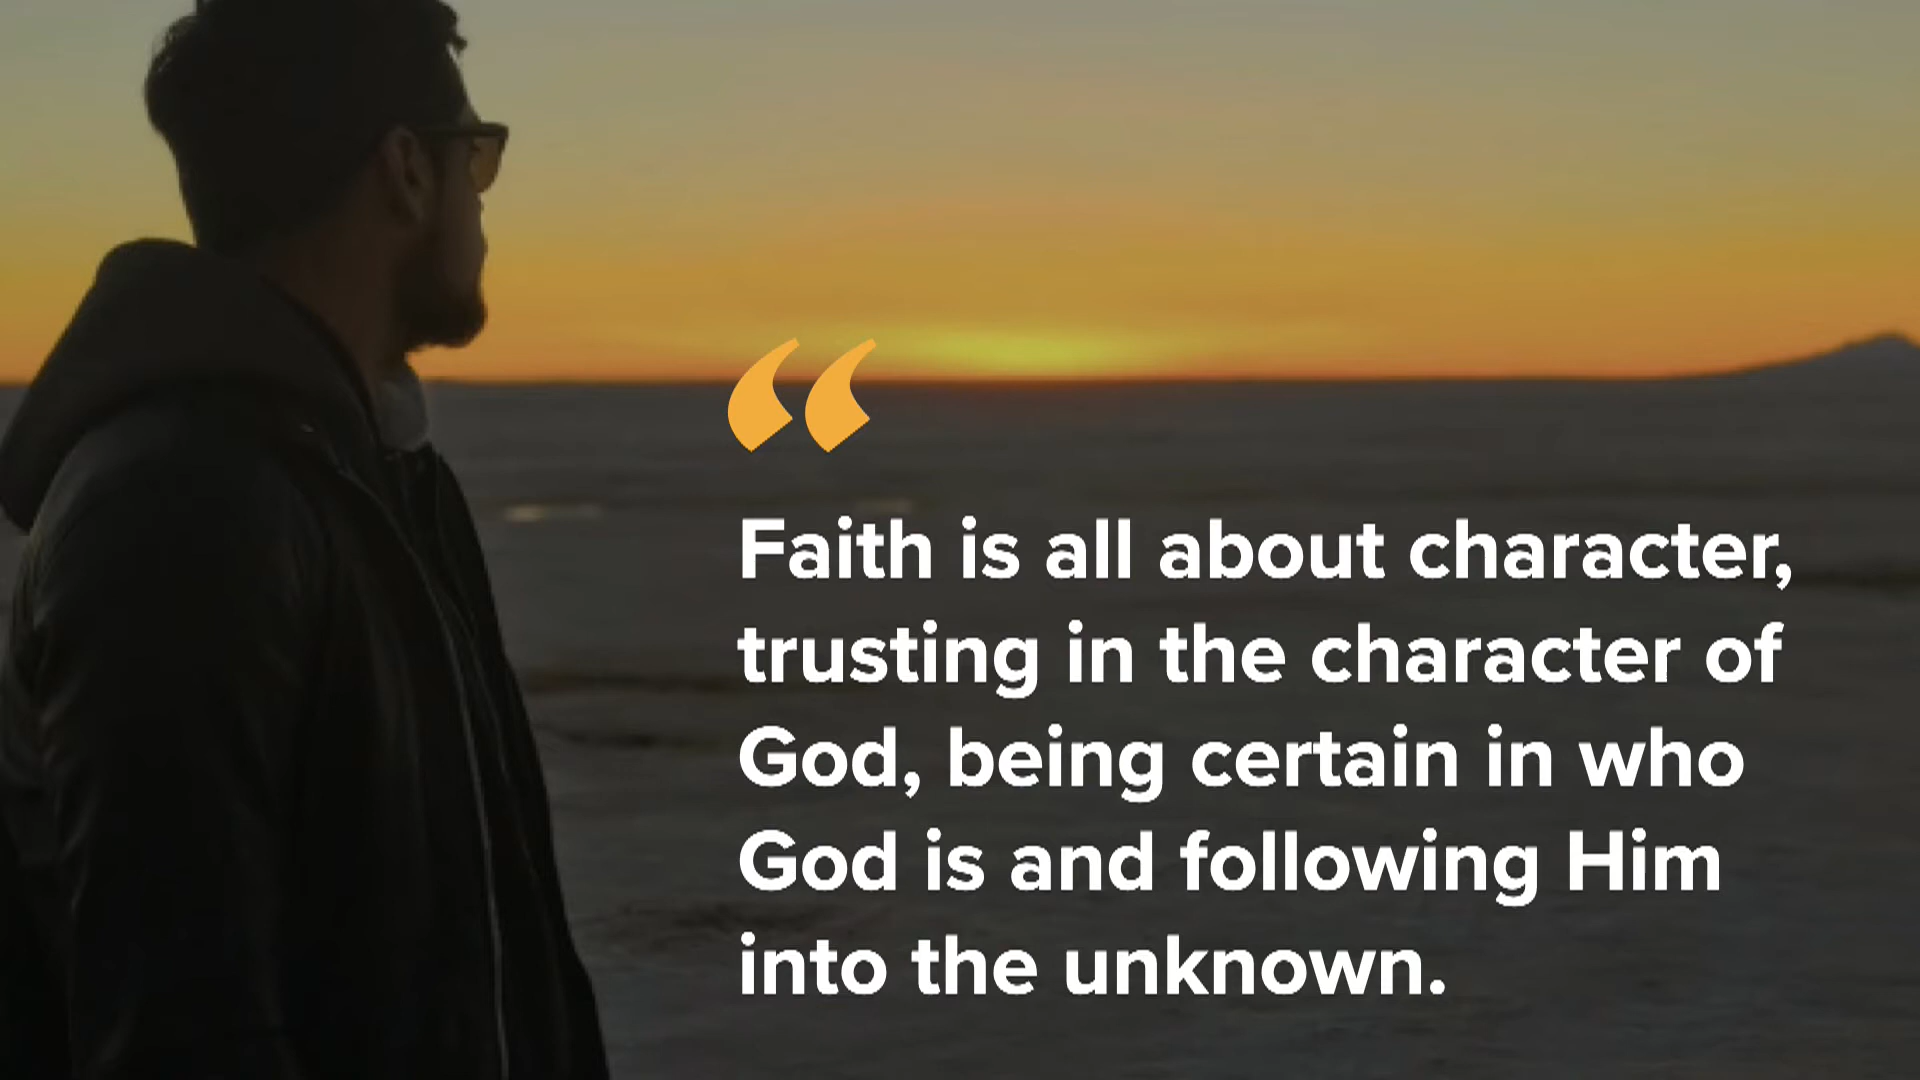 “
Faith is all about character,
trusting in the character of
God, being certain in who
God is and following Him
into the unknown.